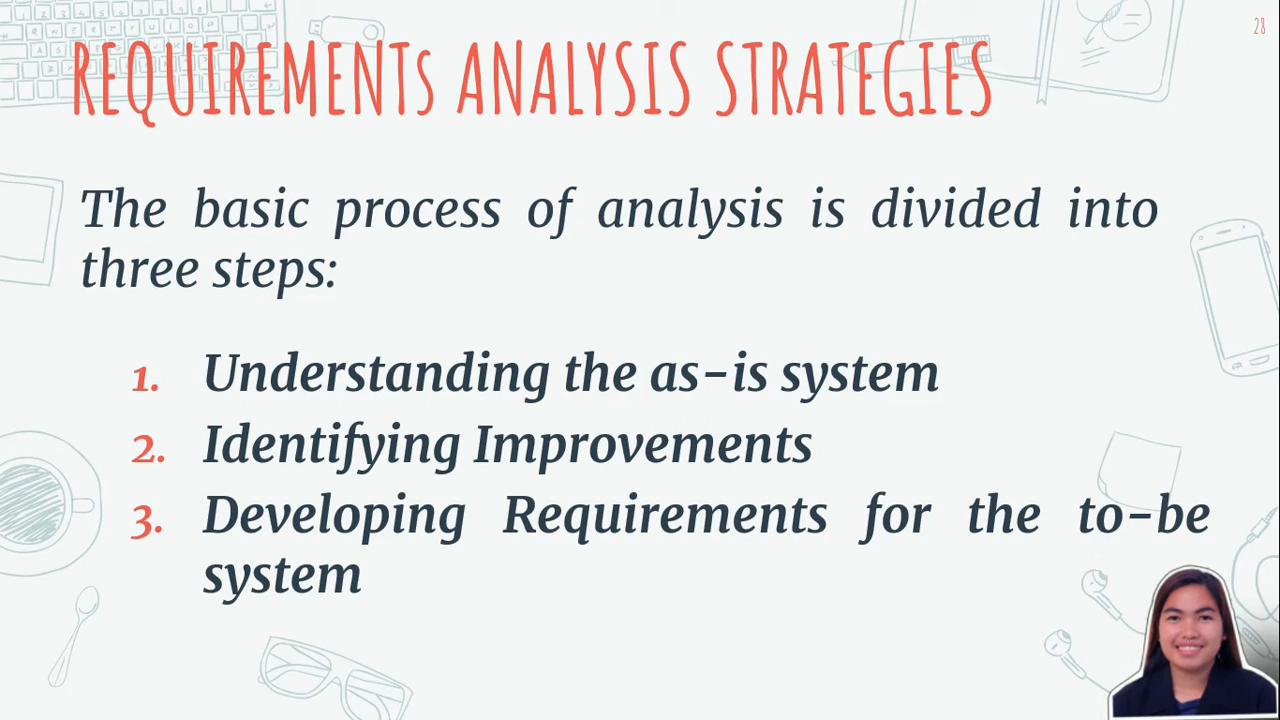 28
REQUIREMENTs ANALYSIS STRATEGIES
The basic process of analysis is divided into
three steps:
1. Understanding the as-is system
2. Identifying Improvements
3. Developing Requirements for the to-be
system